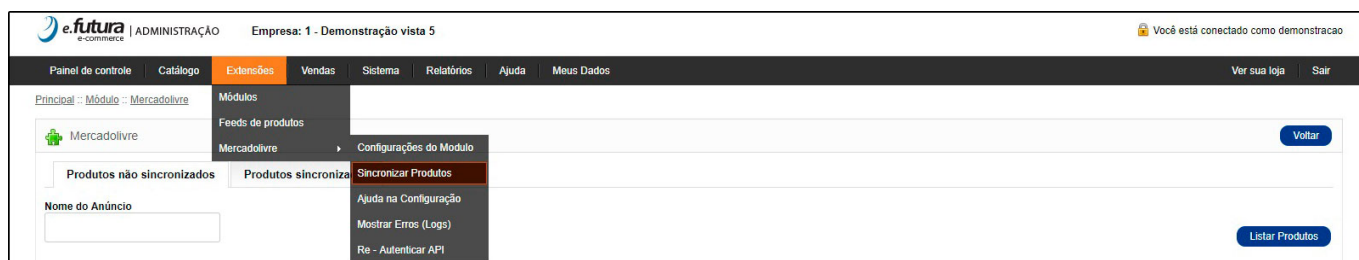 e.futura e-commerce | ADMINISTRAÇÃO Empresa: 1 - Demonstração vista 5 Você está conectado como demonstracao
Painel de controle Catálogo Extensões Vendas Sistema Relatórios Ajuda Meus Dados Ver sua loja Sair
Principal :: Módulo :: Mercadolivre
Módulos
Feeds de produtos
Mercadolivre
Configurações do Modulo
Sincronizar Produtos
Ajuda na Configuração
Mostrar Erros (Logs)
Re - Autenticar API
Mercadolivre Voltar
Produtos não sincronizados Produtos sincroniza
Nome do Anúncio
Listar Produtos